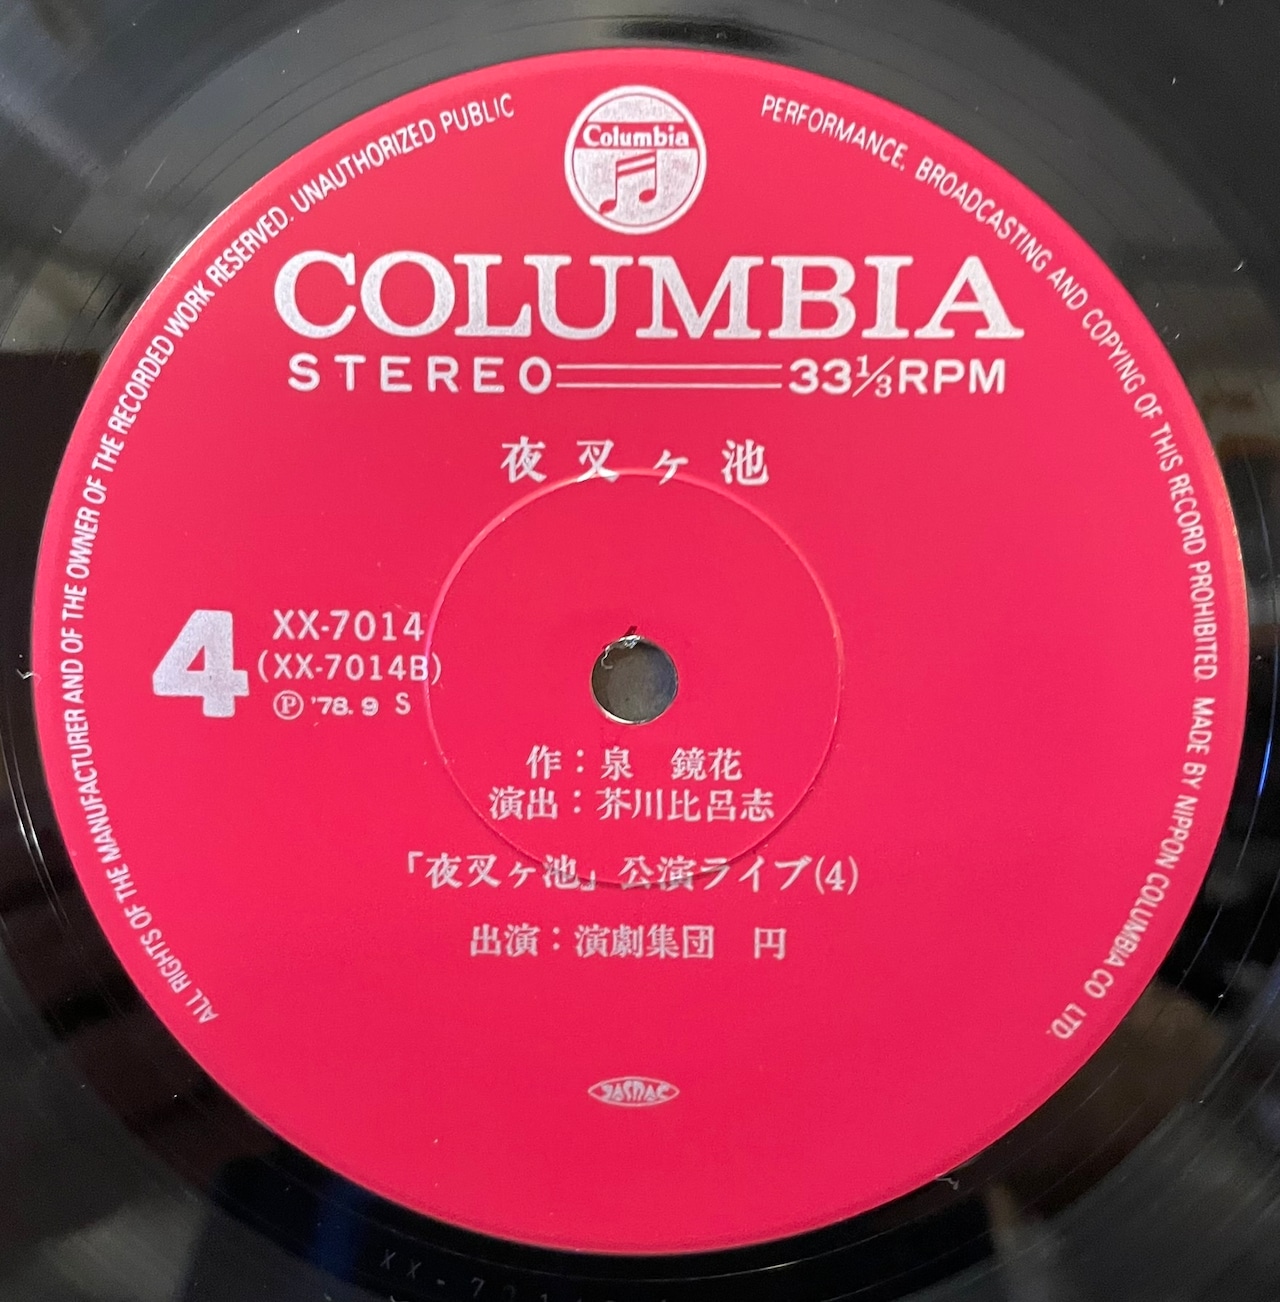 ALL RIGHTS OF THE MANUFACTURER AND OF THE OWNER OF THE RECORDED WORK RESERVED. UNAUTHORIZED PUBLIC PERFORMANCE. BROADCASTING AND COPYING OF THIS RECORD PROHIBITED. MADE BY NIPPON COLUMBIA CO LTD.
Columbia
COLUMBIA
STEREO 33⅓RPM
夜叉ヶ池
4
XX-7014
(XX-7014B)
Ⓟ '78. 9 S
作：泉　鏡花
演出：芥川比呂志
「夜叉ヶ池」公演ライブ(4)
出演：演劇集団　円
JASRAC